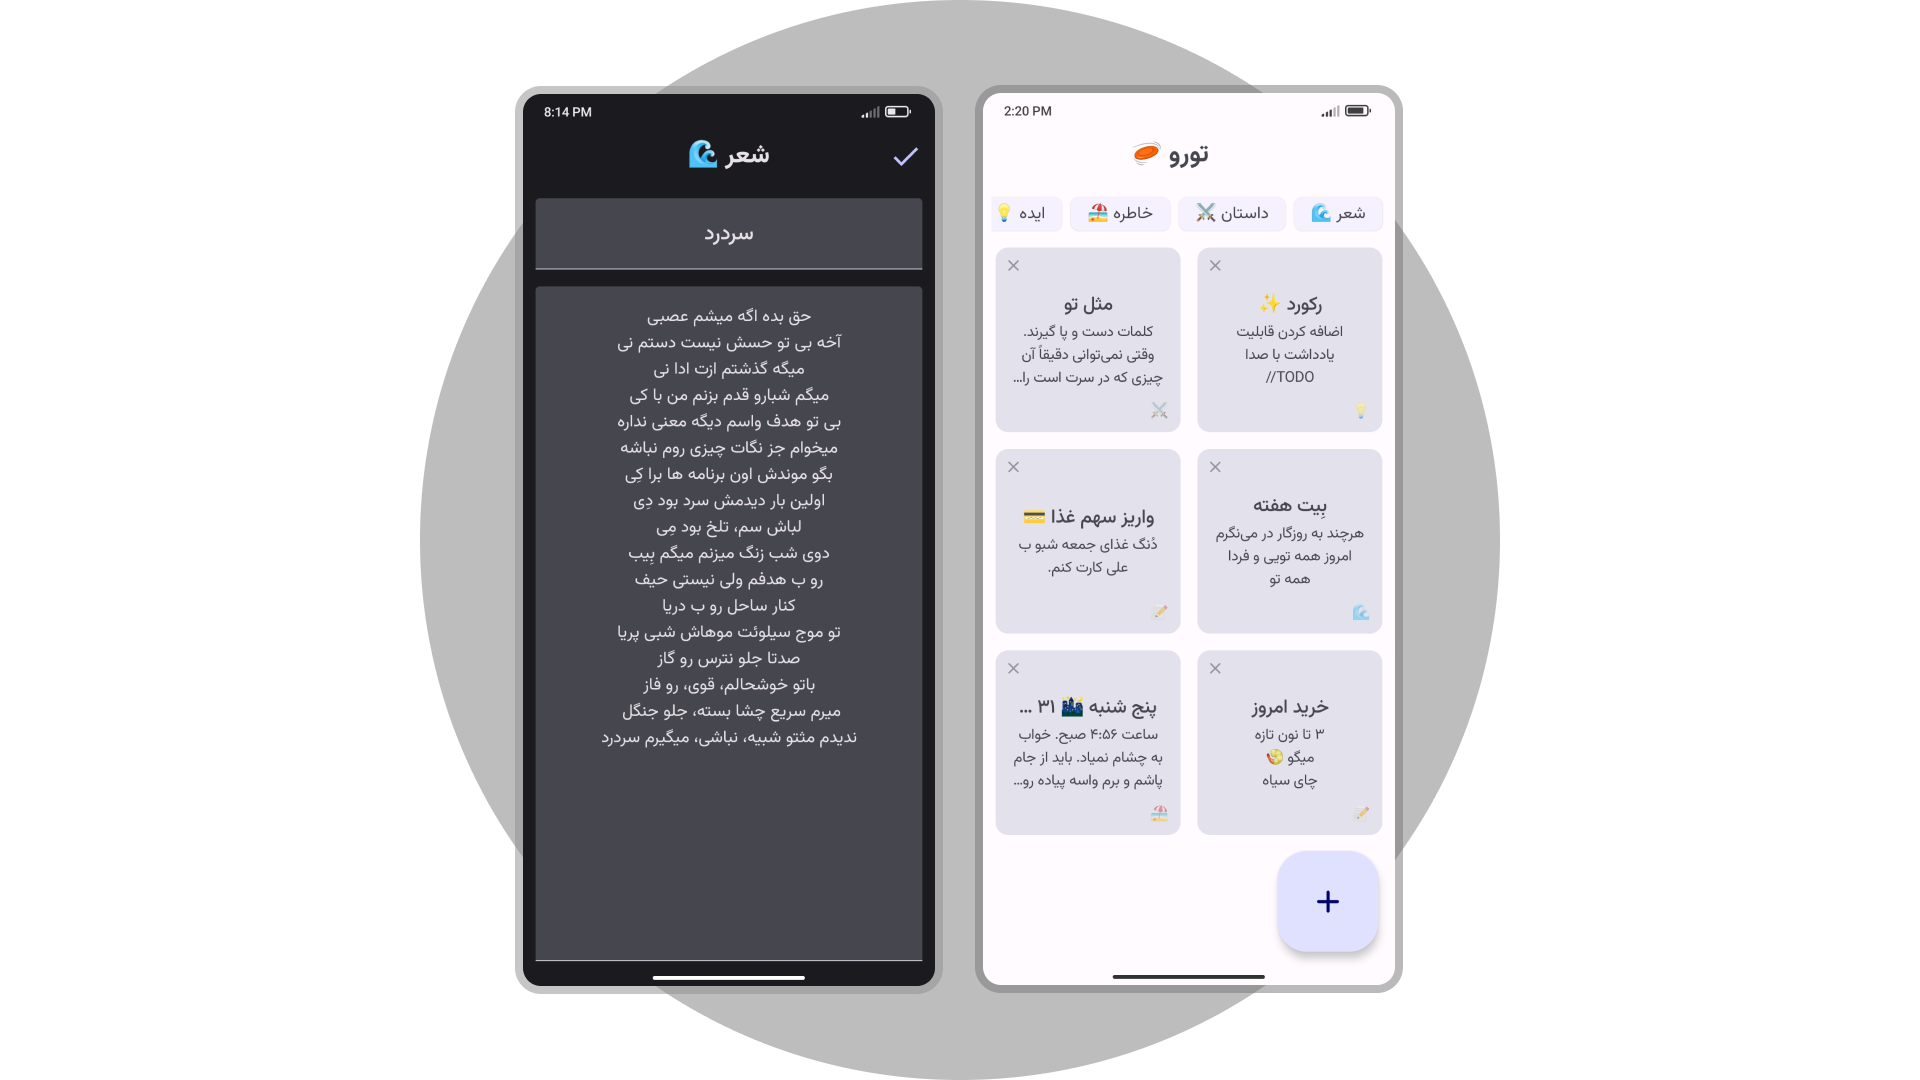 8:14 PM
شعر 🌊
سردرد
حق بده اگه میشم عصبی
آخه بی تو حسش نیست دستم نی
میگه گذشتم ازت ادا نی
میگم شبارو قدم بزنم من با کی
بی تو هدف واسم دیگه معنی نداره
میخوام جز نگات چیزی روم نباشه
بگو موندش اون برنامه ها برا کِی
اولین بار دیدمش سرد بود دِی
لباش سم، تلخ بود مِی
دوی شب زنگ میزنم میگم بِیب
رو ب هدفم ولی نیستی حیف
کنار ساحل رو ب دریا
تو موج سیلوئت موهاش شبی پریا
صدتا جلو نترس رو گاز
باتو خوشحالم، قوی، رو فاز
میرم سریع چشا بسته، جلو جنگل
ندیدم مثتو شبیه، نباشی، میگیرم سردرد
2:20 PM
تورو
شعر 🌊
داستان ⚔️
خاطره 🏖️
ایده 💡
رکورد ✨
اضافه کردن قابلیت
یادداشت با صدا
//TODO
مثل تو
کلمات دست و پا گیرند.
وقتی نمی‌توانی دقیقاً آن
چیزی که در سرت است را...
بِیت هفته
هرچند به روزگار در می‌نگرم
امروز همه تویی و فردا
همه تو
واریز سهم غذا 💳
دُنگ غذای جمعه شبو ب
علی کارت کنم.
خرید امروز
۳ تا نون تازه
میگو 🍤
چای سیاه
پنج شنبه 🌃 ۳۱ ...
ساعت ۴:۵۶ صبح. خواب
به چشام نمیاد. باید از جام
پاشم و برم واسه پیاده رو...